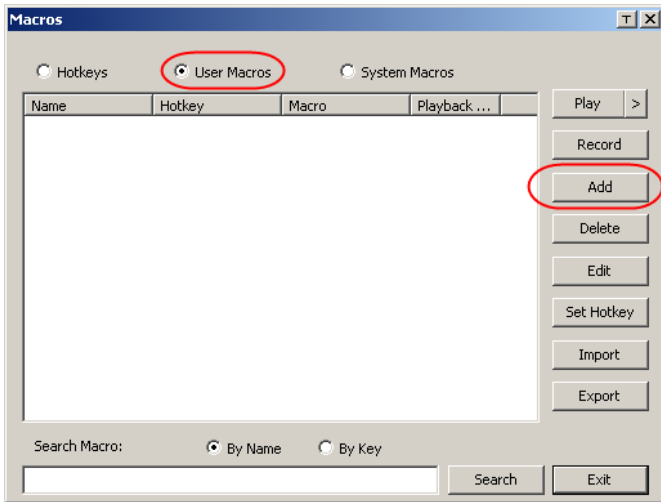 Macros
T X
Hotkeys User Macros System Macros
Name Hotkey Macro Playback ...
Play >
Record
Add
Delete
Edit
Set Hotkey
Import
Export
Search Macro: By Name By Key
Search Exit